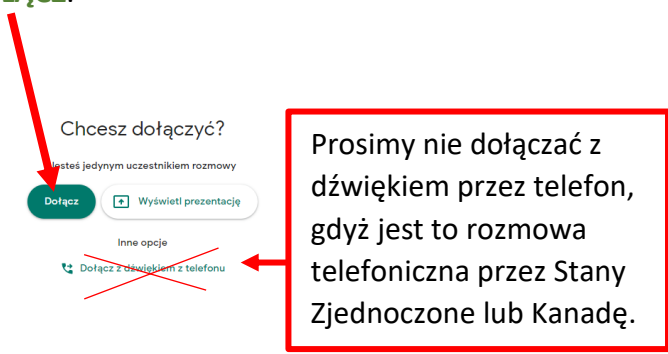 Chcesz dołączyć?
Jesteś jedynym uczestnikiem rozmowy
Dołącz
Wyświetl prezentację
Inne opcje
Dołącz z dźwiękiem z telefonu
Prosimy nie dołączać z
dźwiękiem przez telefon,
gdyż jest to rozmowa
telefoniczna przez Stany
Zjednoczone lub Kanadę.